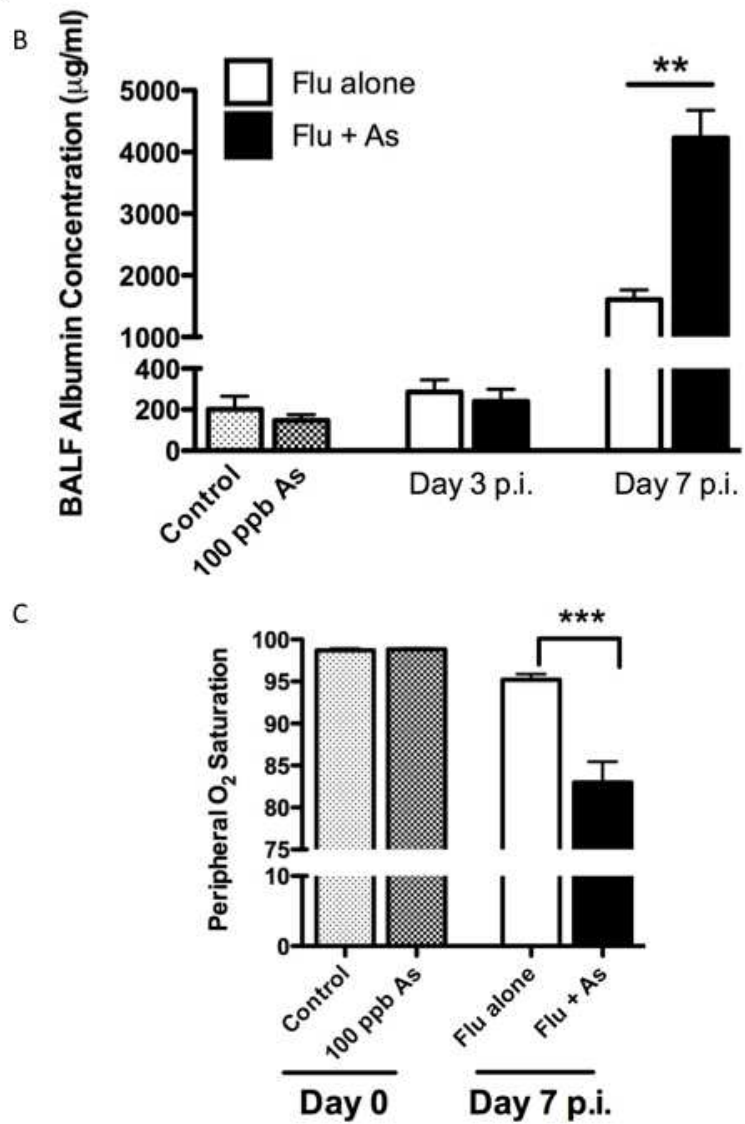 B
BALF Albumin Concentration (µg/ml)
Flu alone
Flu + As
**
5000
4000
3000
2000
1000
400
200
0
Control
100 ppb As
Day 3 p.i.
Day 7 p.i.
C
Peripheral O₂ Saturation
***
100
95
90
85
80
75
10
0
Control
100 ppb As
Flu alone
Flu + As
Day 0
Day 7 p.i.